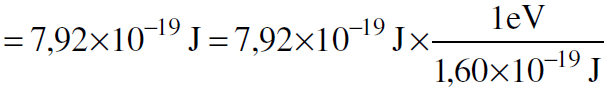 = 7,92×10⁻¹⁹ J = 7,92×10⁻¹⁹ J× 1eV / 1,60×10⁻¹⁹ J